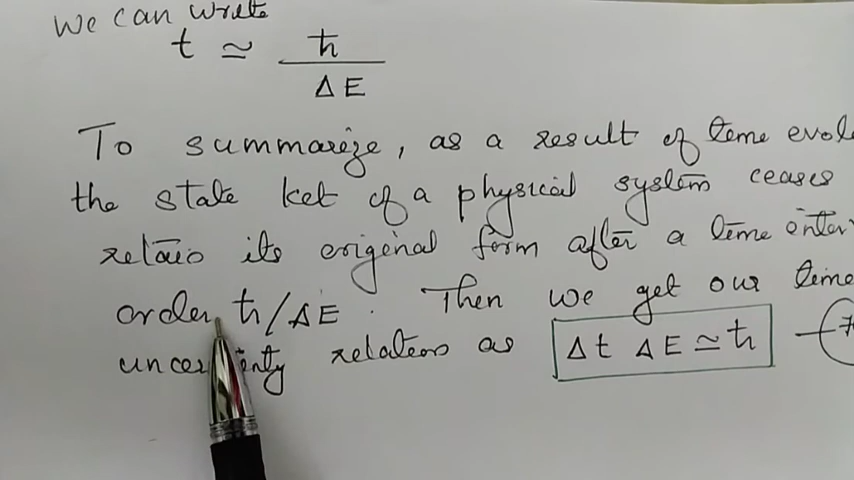 We can write
t ≃ ħ / ΔE
To summarize, as a result of time evol
the state ket of a physical system ceases
retain its original form after a time inter
order ħ/ΔE. Then we get our time
relation as Δt ΔE ≃ ħ